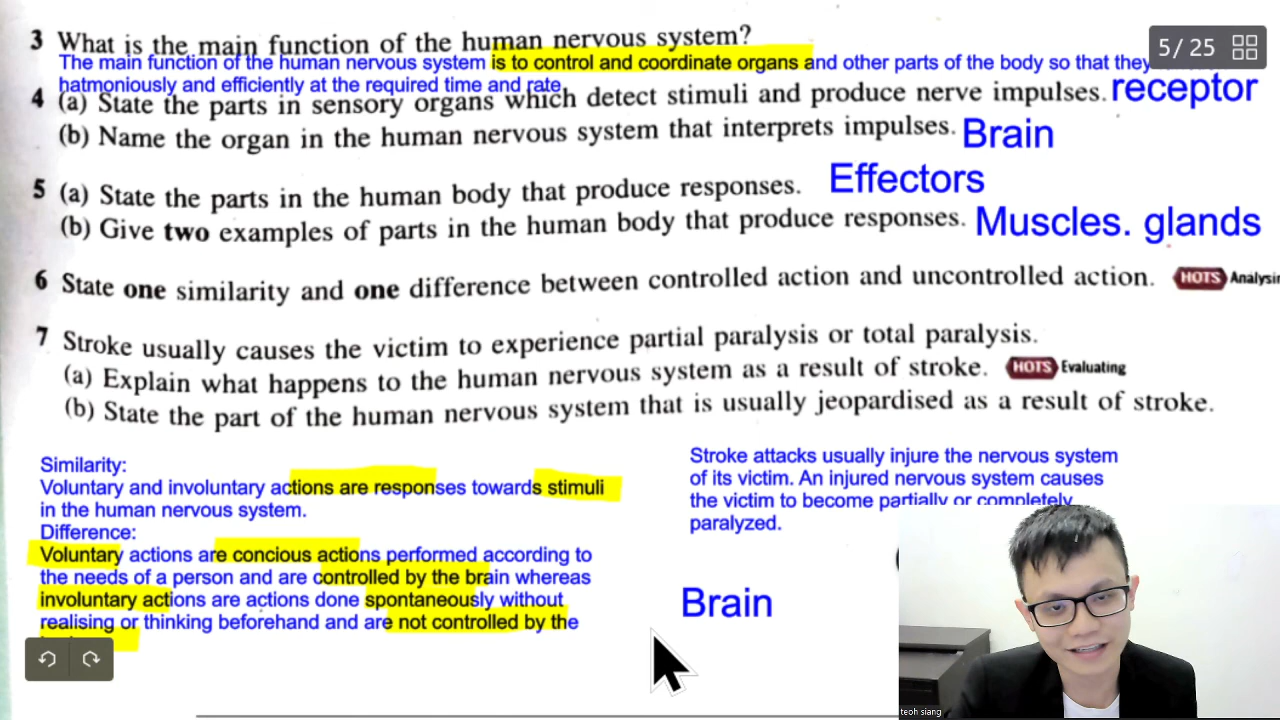 3 What is the main function of the human nervous system?
5/ 25
The main function of the human nervous system is to control and coordinate organs and other parts of the body so that they
hatmoniously and efficiently at the required time and rate.
4 (a) State the parts in sensory organs which detect stimuli and produce nerve impulses. receptor
(b) Name the organ in the human nervous system that interprets impulses. Brain
5 (a) State the parts in the human body that produce responses. Effectors
(b) Give two examples of parts in the human body that produce responses. Muscles. glands
6 State one similarity and one difference between controlled action and uncontrolled action. HOTS
7 Stroke usually causes the victim to experience partial paralysis or total paralysis.
(a) Explain what happens to the human nervous system as a result of stroke. HOTS Evaluating
(b) State the part of the human nervous system that is usually jeopardised as a result of stroke.
Similarity:
Voluntary and involuntary actions are responses towards stimuli
in the human nervous system.
Difference:
Voluntary actions are concious actions performed according to
the needs of a person and are controlled by the brain whereas
involuntary actions are actions done spontaneously without
realising or thinking beforehand and are not controlled by the
Stroke attacks usually injure the nervous system
of its victim. An injured nervous system causes
the victim to become partially or completely
paralyzed.
Brain
teoh siang